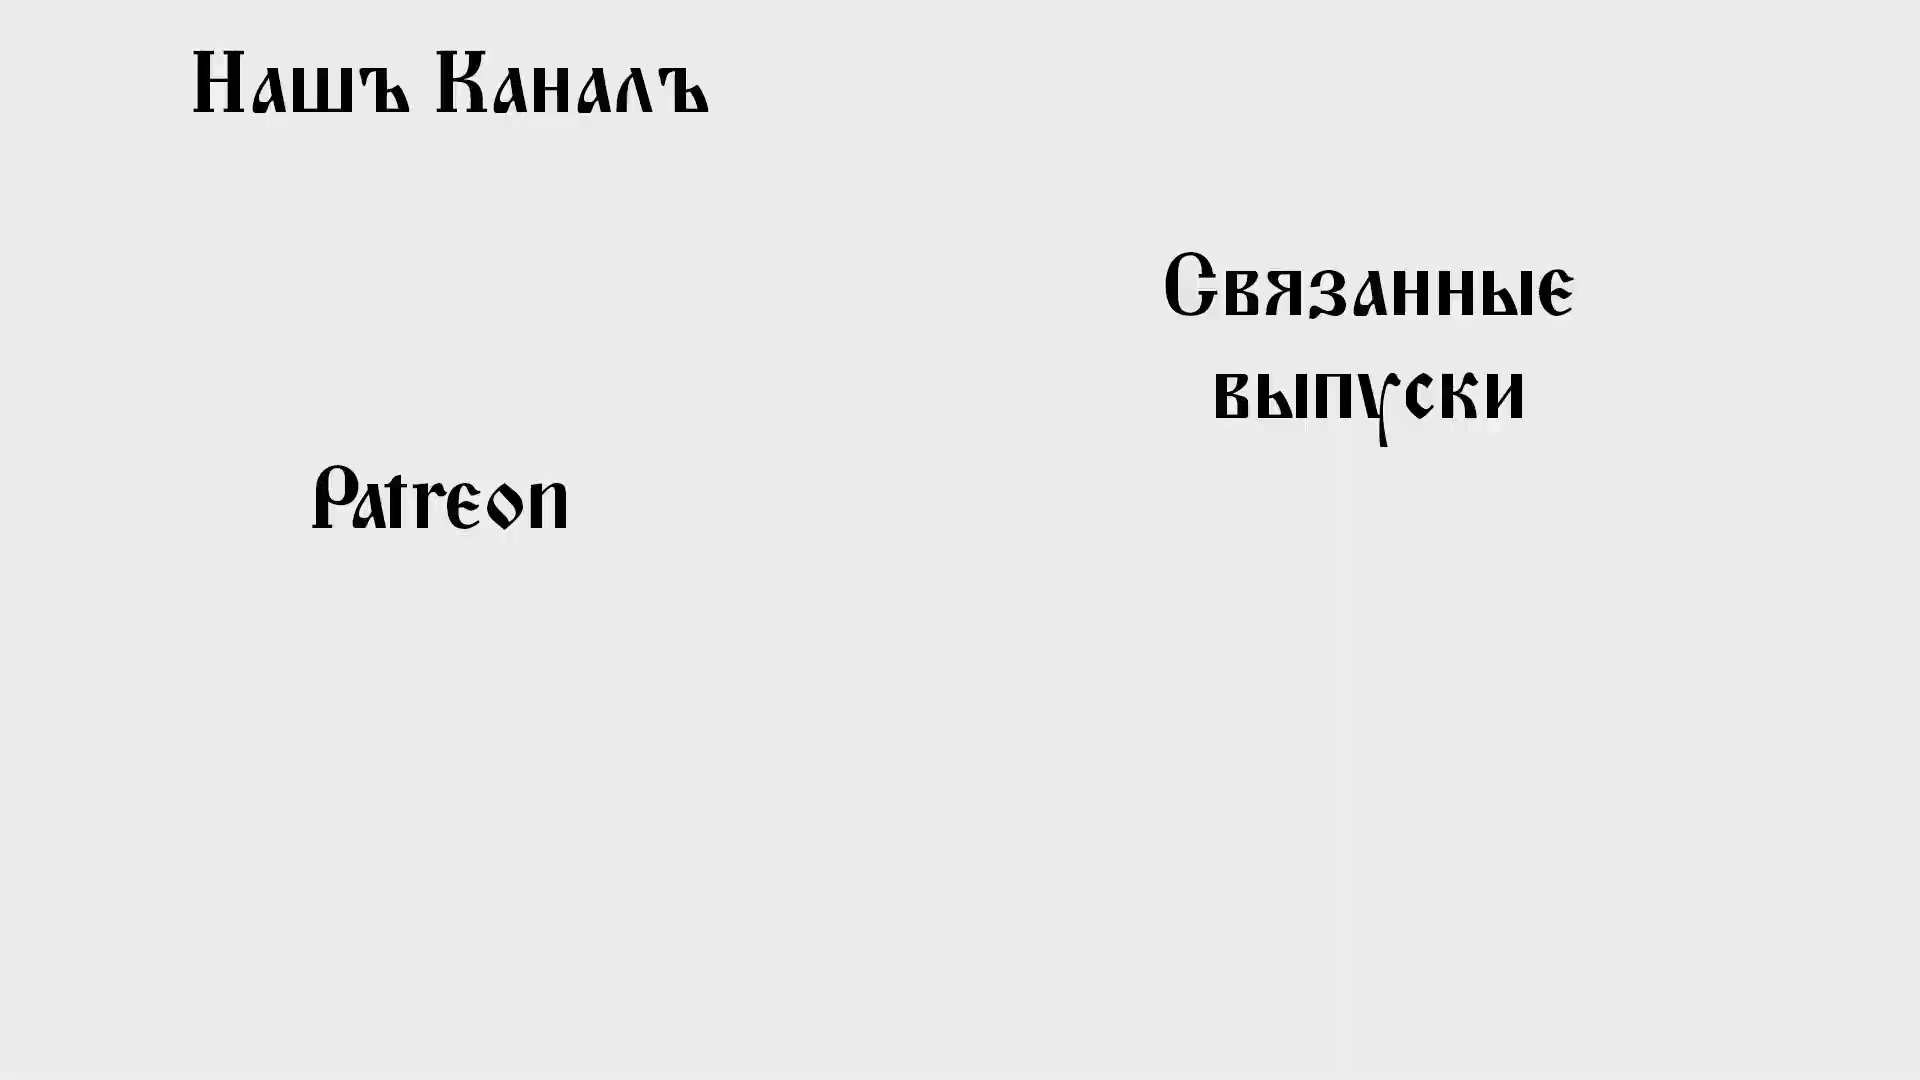 Нашъ Каналъ
Связанные
выпуски
Patreon